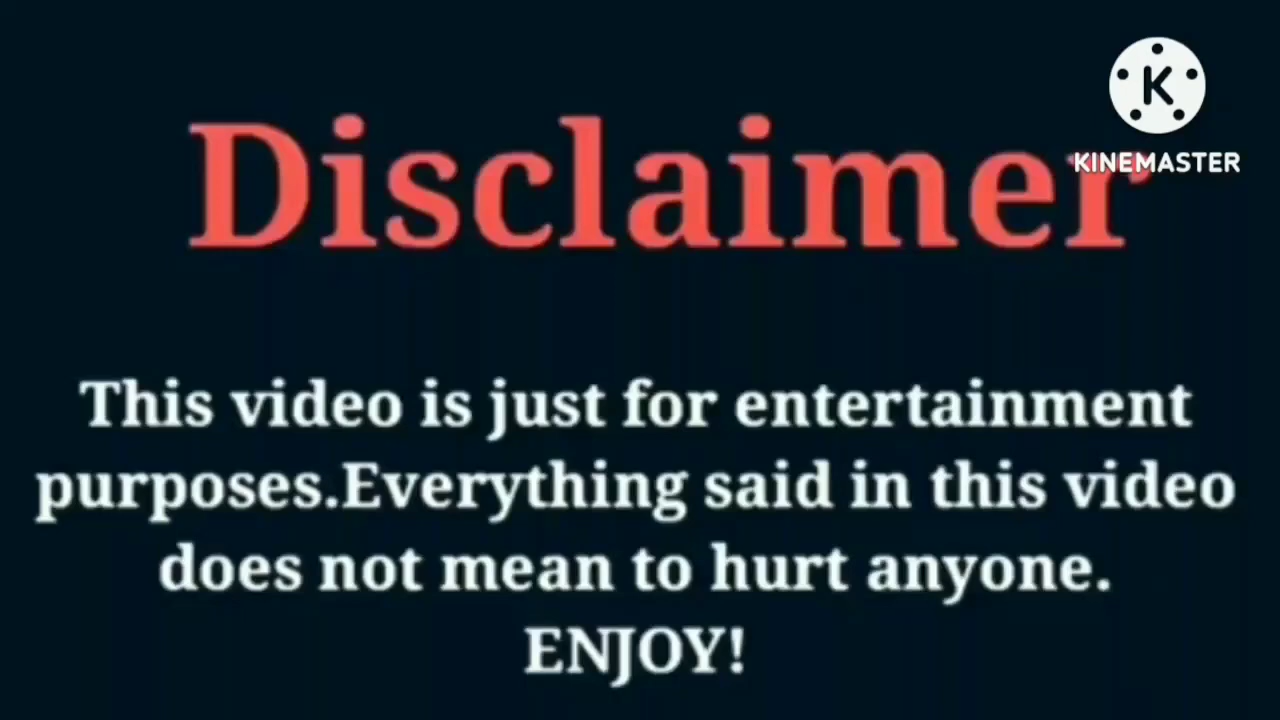 K
KINEMASTER
Disclaimer
This video is just for entertainment
purposes.Everything said in this video
does not mean to hurt anyone.
ENJOY!